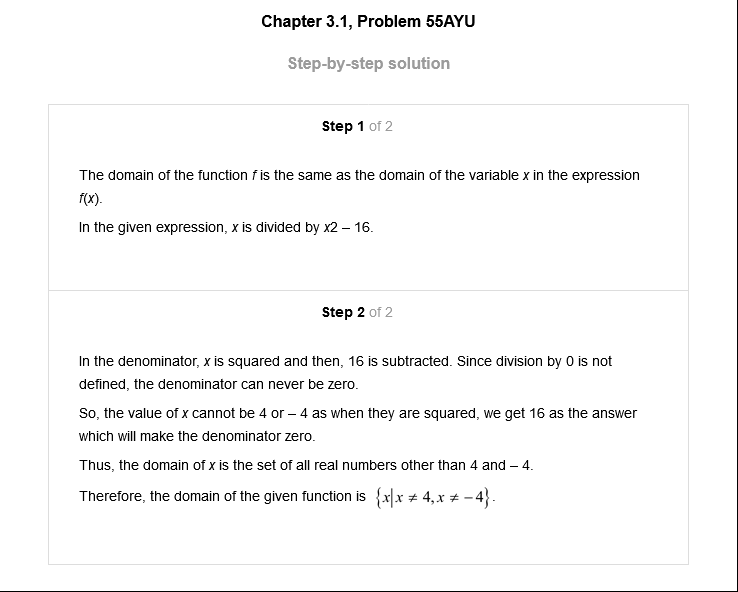 Chapter 3.1, Problem 55AYU
Step-by-step solution
Step 1 of 2
The domain of the function f is the same as the domain of the variable x in the expression
f(x).
In the given expression, x is divided by x2 – 16.
Step 2 of 2
In the denominator, x is squared and then, 16 is subtracted. Since division by 0 is not
defined, the denominator can never be zero.
So, the value of x cannot be 4 or – 4 as when they are squared, we get 16 as the answer
which will make the denominator zero.
Thus, the domain of x is the set of all real numbers other than 4 and – 4.
Therefore, the domain of the given function is {x|x ≠ 4, x ≠ −4}.